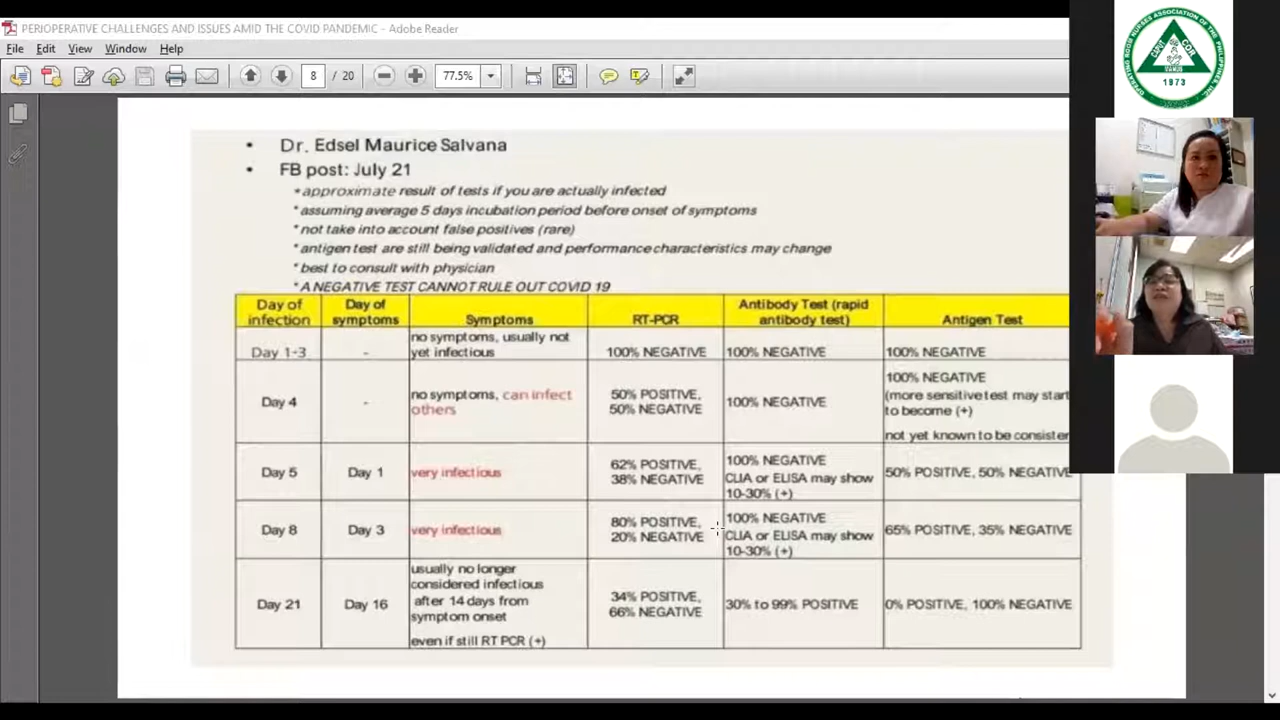 PERIOPERATIVE CHALLENGES AND ISSUES AMID THE COVID PANDEMIC - Adobe Reader
File Edit View Window Help
8 / 20 77.5%
OPERATING ROOM NURSES ASSOCIATION OF THE PHILIPPINES, INC.
1973
• Dr. Edsel Maurice Salvana
• FB post: July 21
*approximate result of tests if you are actually infected
*assuming average 5 days incubation period before onset of symptoms
*not take into account false positives (rare)
*antigen test are still being validated and performance characteristics may change
*best to consult with physician
*A NEGATIVE TEST CANNOT RULE OUT COVID 19
Day of infection
Day of symptoms
Symptoms
RT-PCR
Antibody Test (rapid
antibody test)
Antigen Test
Day 1-3
-
no symptoms, usually not
yet infectious
100% NEGATIVE
100% NEGATIVE
100% NEGATIVE
Day 4
-
no symptoms, can infect
others
50% POSITIVE,
50% NEGATIVE
100% NEGATIVE
100% NEGATIVE
(more sensitive test may start
to become (+)
not yet known to be consister
Day 5
Day 1
very infectious
62% POSITIVE,
38% NEGATIVE
100% NEGATIVE
CLIA or ELISA may show
10-30% (+)
50% POSITIVE, 50% NEGATIVE
Day 8
Day 3
very infectious
80% POSITIVE,
20% NEGATIVE
100% NEGATIVE
CLIA or ELISA may show
10-30% (+)
65% POSITIVE, 35% NEGATIVE
Day 21
Day 16
usually no longer
considered infectious
after 14 days from
symptom onset
even if still RT PCR (+)
34% POSITIVE,
66% NEGATIVE
30% to 99% POSITIVE
0% POSITIVE, 100% NEGATIVE